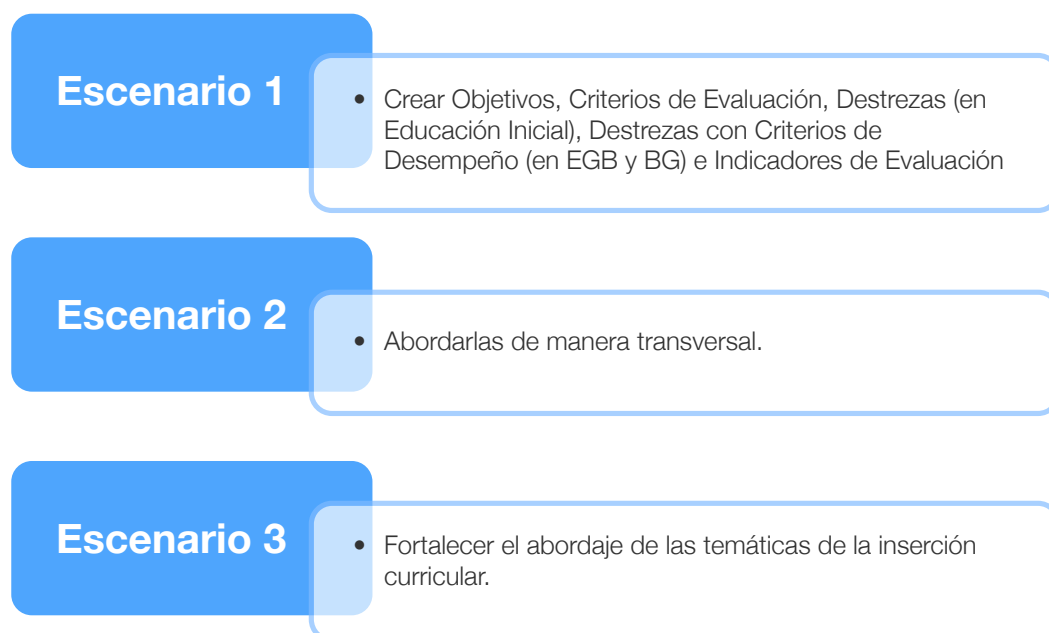 Escenario 1
• Crear Objetivos, Criterios de Evaluación, Destrezas (en
Educación Inicial), Destrezas con Criterios de
Desempeño (en EGB y BG) e Indicadores de Evaluación
Escenario 2
• Abordarlas de manera transversal.
Escenario 3
• Fortalecer el abordaje de las temáticas de la inserción
curricular.